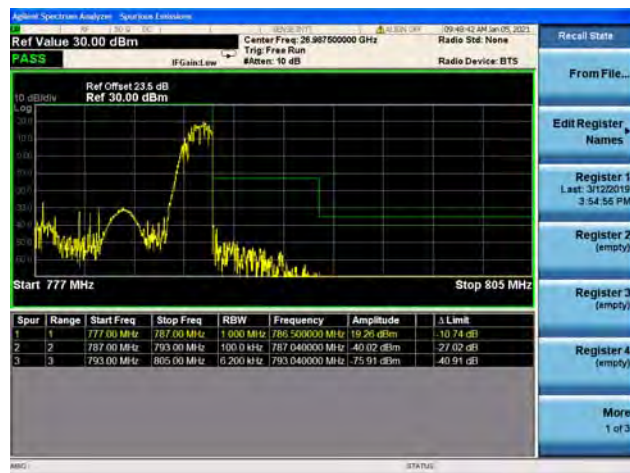 Agilent Spectrum Analyzer Spurious Emissions
RF 50 Ω DC SENSE:INT ALIGN OFF 09:48:42 AM Jan 05, 2021
Ref Value 30.00 dBm Center Freq: 26.987500000 GHz Radio Std: None
Trig: Free Run
PASS IFGain:Low #Atten: 10 dB Radio Device: BTS
Ref Offset 23.5 dB
10 dB/div Ref 30.00 dBm
Log
Start 777 MHz Stop 805 MHz
Spur Range Start Freq Stop Freq RBW Frequency Amplitude Δ Limit
1 1 777.00 MHz 787.00 MHz 1.000 MHz 786.500000 MHz 19.26 dBm -10.74 dB
2 2 787.00 MHz 793.00 MHz 100.0 kHz 787.040000 MHz -40.02 dBm -27.02 dB
3 3 793.00 MHz 805.00 MHz 6.200 kHz 793.040000 MHz -75.91 dBm -40.91 dB
MSG STATUS
Recall State
From File...
Edit Register
Names
Register 1
Last: 3/12/2019
3:54:55 PM
Register 2
(empty)
Register 3
(empty)
Register 4
(empty)
More
1 of 3